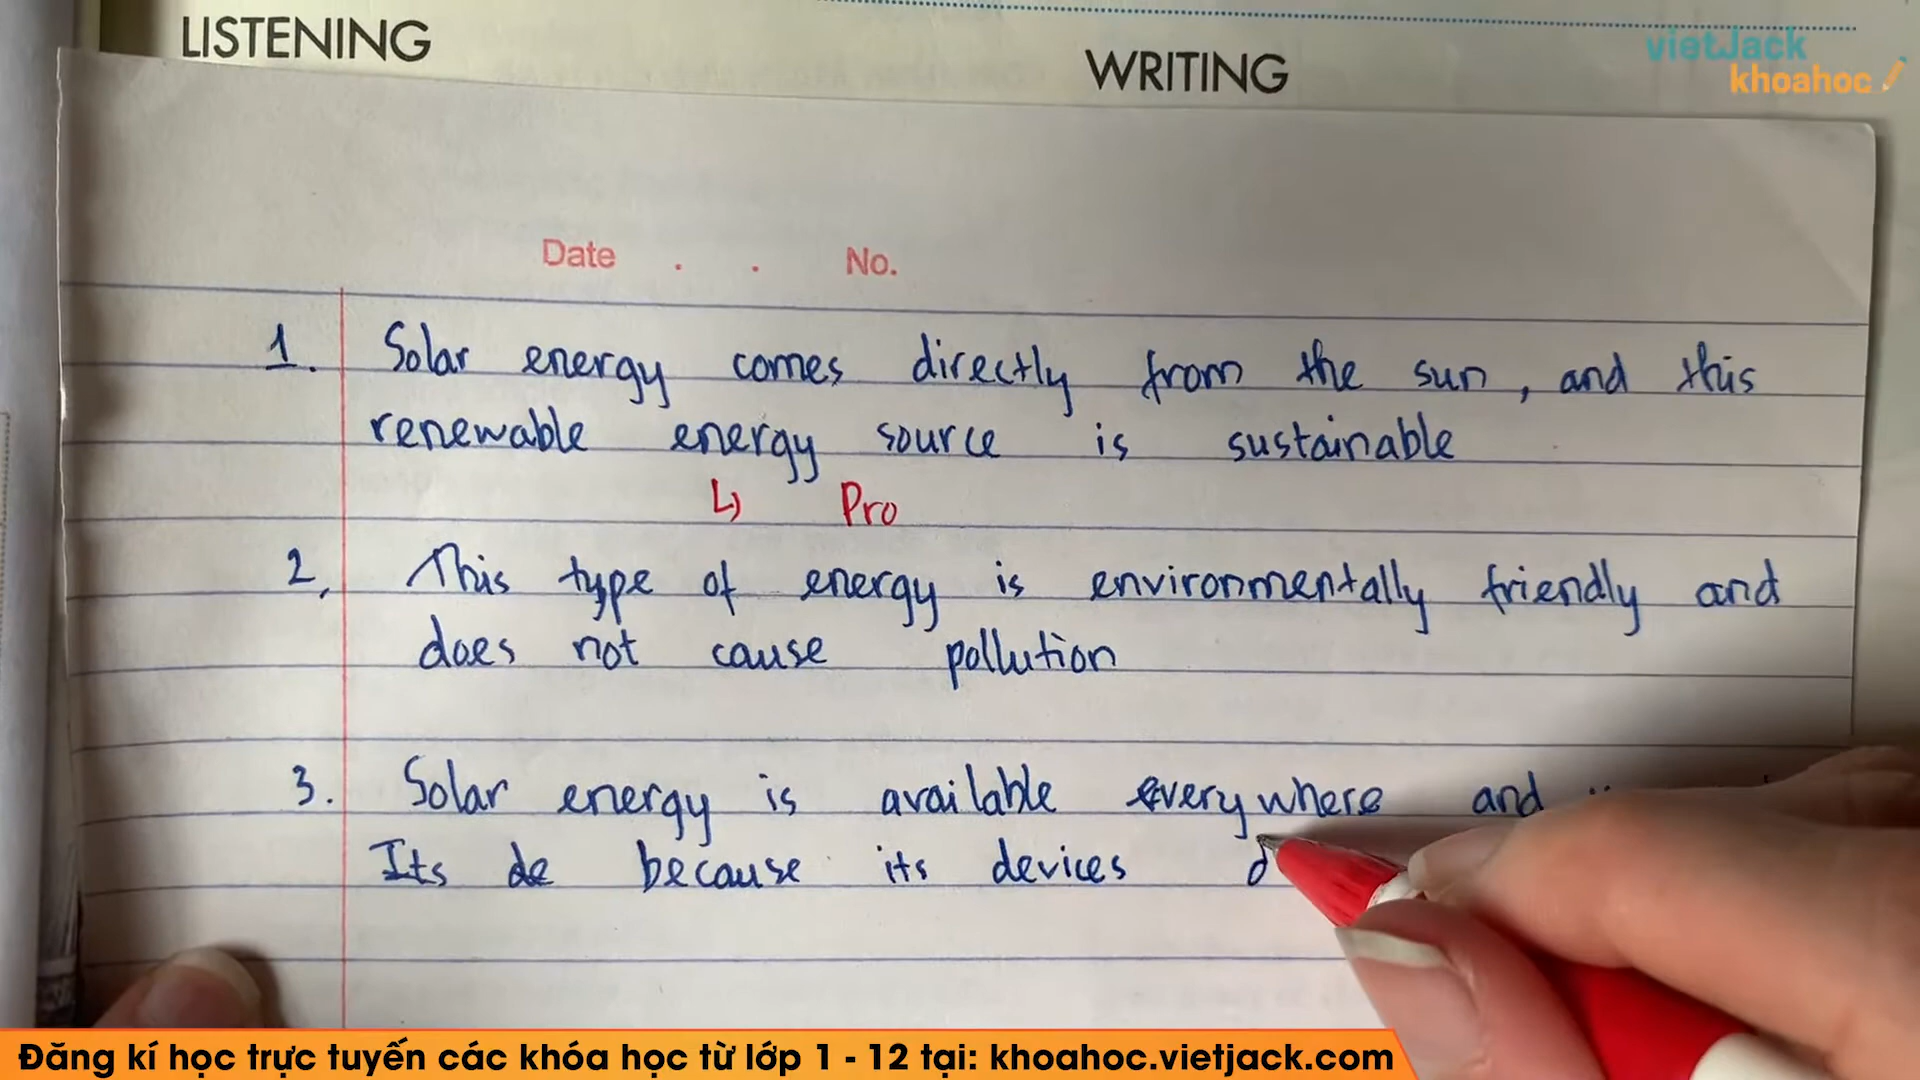 LISTENING
WRITING
vietJack
khoahoc
Date . . No.
1. Solar energy comes directly from the sun, and this
renewable energy source is sustainable
↳ Pro
2, This type of energy is environmentally friendly and
does not cause pollution
3. Solar energy is available everywhere and
Its de because its devices d
Đăng kí học trực tuyến các khóa học từ lớp 1 - 12 tại: khoahoc.vietjack.com